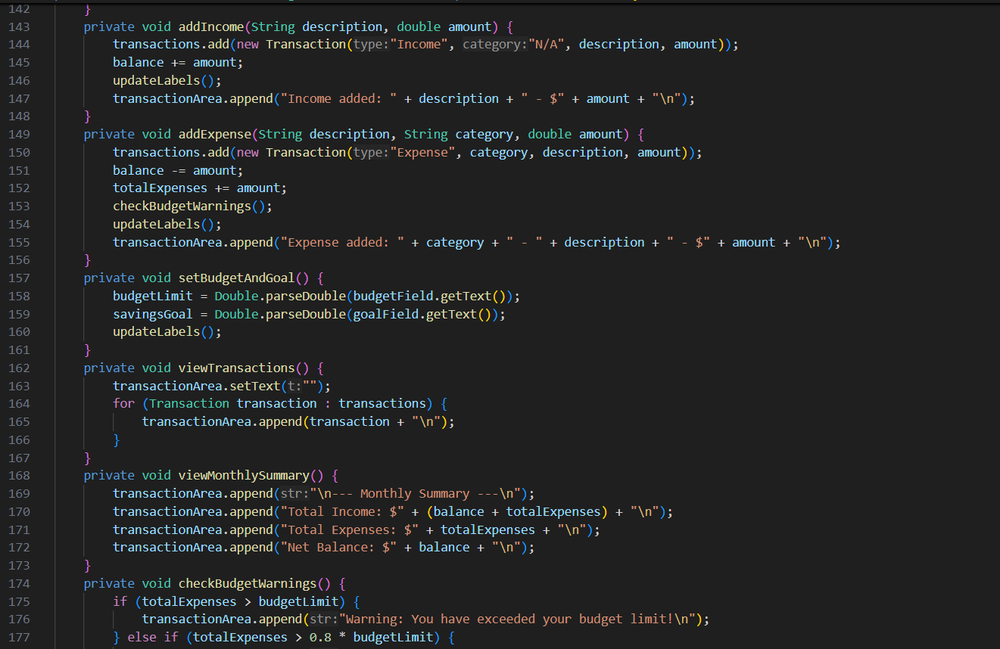 142 }
143 private void addIncome(String description, double amount) {
144 transactions.add(new Transaction(type:"Income", category:"N/A", description, amount));
145 balance += amount;
146 updateLabels();
147 transactionArea.append("Income added: " + description + " - $" + amount + "\n");
148 }
149 private void addExpense(String description, String category, double amount) {
150 transactions.add(new Transaction(type:"Expense", category, description, amount));
151 balance -= amount;
152 totalExpenses += amount;
153 checkBudgetWarnings();
154 updateLabels();
155 transactionArea.append("Expense added: " + category + " - " + description + " - $" + amount + "\n");
156 }
157 private void setBudgetAndGoal() {
158 budgetLimit = Double.parseDouble(budgetField.getText());
159 savingsGoal = Double.parseDouble(goalField.getText());
160 updateLabels();
161 }
162 private void viewTransactions() {
163 transactionArea.setText(t:"");
164 for (Transaction transaction : transactions) {
165 transactionArea.append(transaction + "\n");
166 }
167 }
168 private void viewMonthlySummary() {
169 transactionArea.append(str:"\n--- Monthly Summary ---\n");
170 transactionArea.append("Total Income: $" + (balance + totalExpenses) + "\n");
171 transactionArea.append("Total Expenses: $" + totalExpenses + "\n");
172 transactionArea.append("Net Balance: $" + balance + "\n");
173 }
174 private void checkBudgetWarnings() {
175 if (totalExpenses > budgetLimit) {
176 transactionArea.append(str:"Warning: You have exceeded your budget limit!\n");
177 } else if (totalExpenses > 0.8 * budgetLimit) {